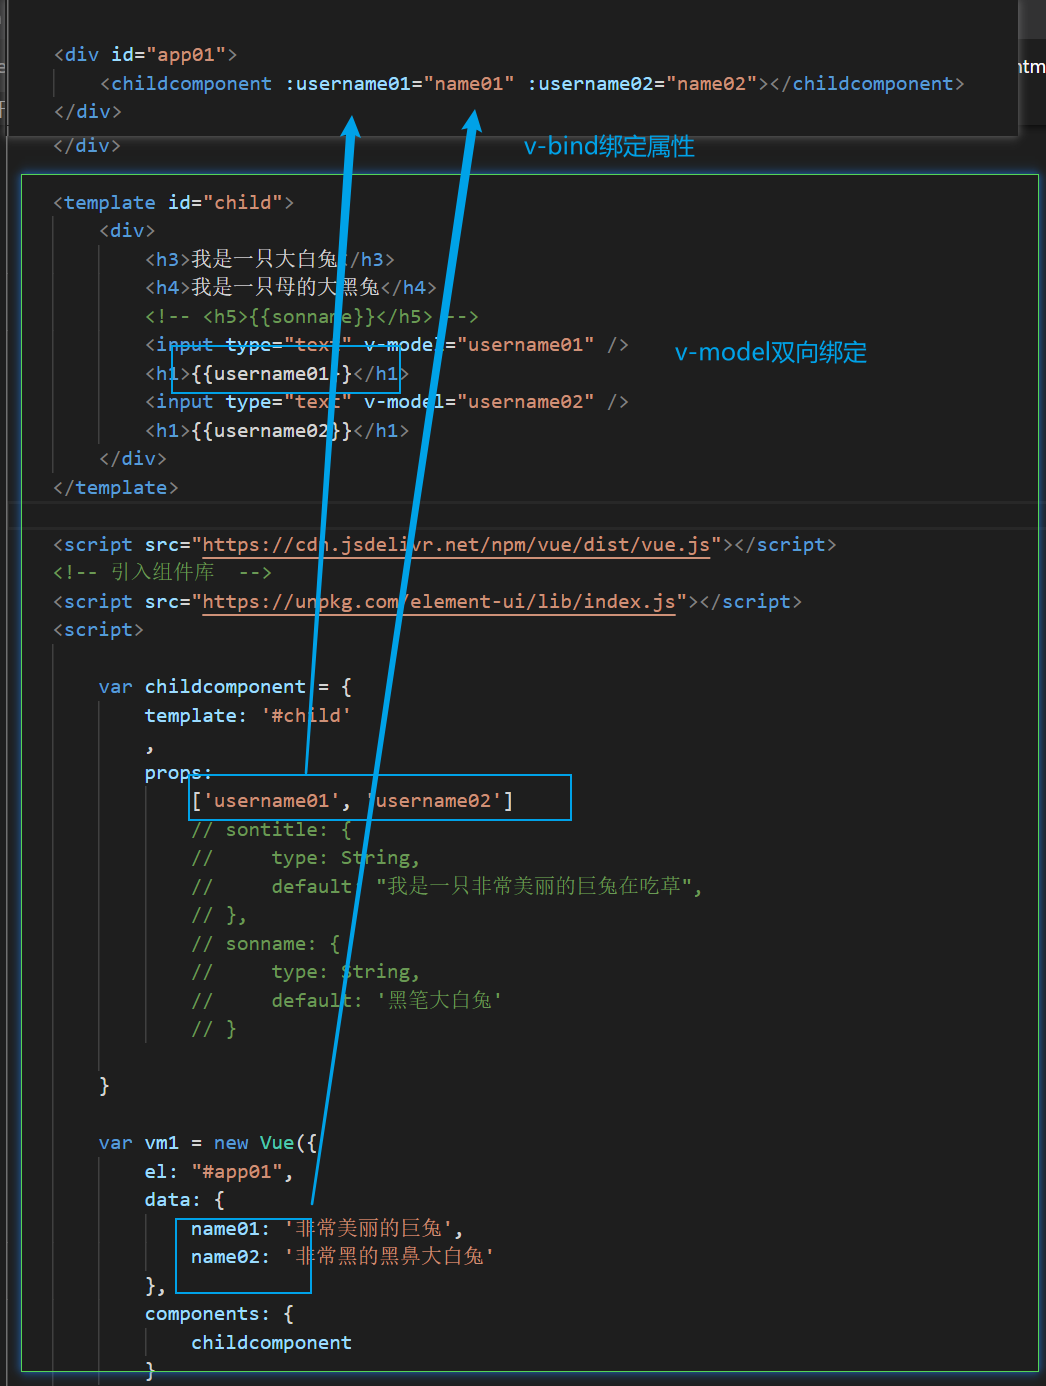 <div id="app01">
<childcomponent :username01="name01" :username02="name02"></childcomponent>
</div>
</div>
v-bind绑定属性
<template id="child">
<div>
<h3>我是一只大白兔</h3>
<h4>我是一只母的大黑兔</h4>
<!-- <h5>{{sonname}}</h5> -->
<input type="text" v-model="username01" />
v-model双向绑定
<h1>{{username01}}</h1>
<input type="text" v-model="username02" />
<h1>{{username02}}</h1>
</div>
</template>
<script src="https://cdn.jsdelivr.net/npm/vue/dist/vue.js"></script>
<!-- 引入组件库  -->
<script src="https://unpkg.com/element-ui/lib/index.js"></script>
<script>
var childcomponent = {
template: '#child'
,
props:
['username01', 'username02']
// sontitle: {
//     type: String,
//     default: "我是一只非常美丽的巨兔在吃草",
// },
// sonname: {
//     type: String,
//     default: '黑笔大白兔'
// }
}
var vm1 = new Vue({
el: "#app01",
data: {
name01: '非常美丽的巨兔',
name02: '非常黑的黑鼻大白兔'
},
components: {
childcomponent
}